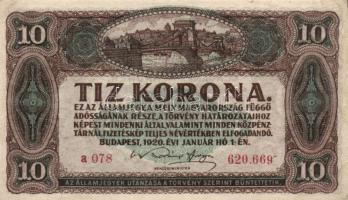 10 10
TIZ KORONA.
EZ AZ ÁLLAMJEGY A MELY MAGYARORSZÁG FÜGGŐ
ADÓSSÁGÁNAK RÉSZE, A TÖRVÉNY HATÁROZATAIHOZ
KÉPEST MINDENKI ÁLTAL, VALAMINT MINDEN KÖZPÉNZ-
TÁRNÁL FIZETÉSKÉP TELJES NÉVÉRTÉKBEN ELFOGADANDÓ.
BUDAPEST, 1920. ÉVI JANUÁR HÓ 1-ÉN.
a 078 620.669
PÉNZÜGYMINISTER
10 10
AZ ÁLLAMJEGYEK UTÁNZÁSA A TÖRVÉNY SZERINT BÜNTETTETIK.